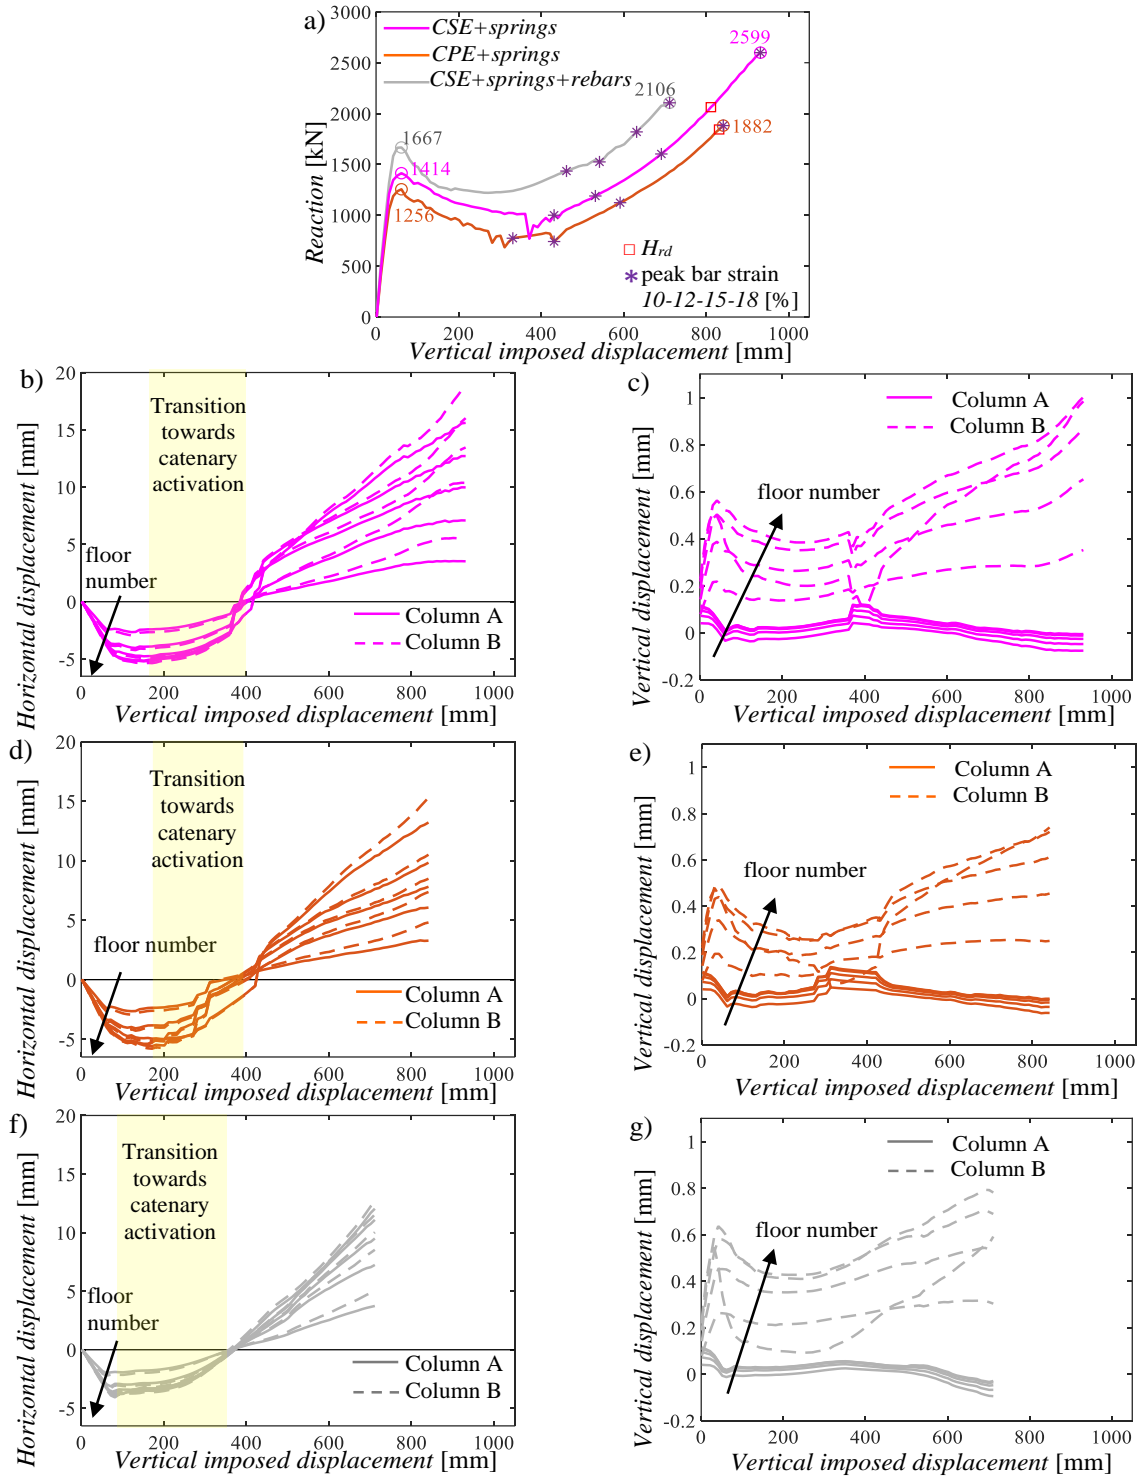 a)
3000
2500
2000
1500
1000
500
0
Reaction [kN]
CSE+springs
CPE+springs
CSE+springs+rebars
2599
2106
1882
1667
1414
1256
Hrd
peak bar strain
10-12-15-18 [%]
0 200 400 600 800 1000
Vertical imposed displacement [mm]
b)
20
15
10
5
0
-5
Horizontal displacement [mm]
Transition
towards
catenary
activation
floor
number
Column A
Column B
0 200 400 600 800 1000
Vertical imposed displacement [mm]
c)
1
0.8
0.6
0.4
0.2
0
-0.2
Vertical displacement [mm]
Column A
Column B
floor number
0 200 400 600 800 1000
Vertical imposed displacement [mm]
d)
20
15
10
5
0
-5
Horizontal displacement [mm]
Transition
towards
catenary
activation
floor number
Column A
Column B
0 200 400 600 800 1000
Vertical imposed displacement [mm]
e)
1
0.8
0.6
0.4
0.2
0
-0.2
Vertical displacement [mm]
Column A
Column B
floor number
0 200 400 600 800 1000
Vertical imposed displacement [mm]
f)
20
15
10
5
0
-5
Horizontal displacement [mm]
Transition
towards
catenary
activation
floor
number
Column A
Column B
0 200 400 600 800 1000
Vertical imposed displacement [mm]
g)
1
0.8
0.6
0.4
0.2
0
-0.2
Vertical displacement [mm]
Column A
Column B
floor number
0 200 400 600 800 1000
Vertical imposed displacement [mm]